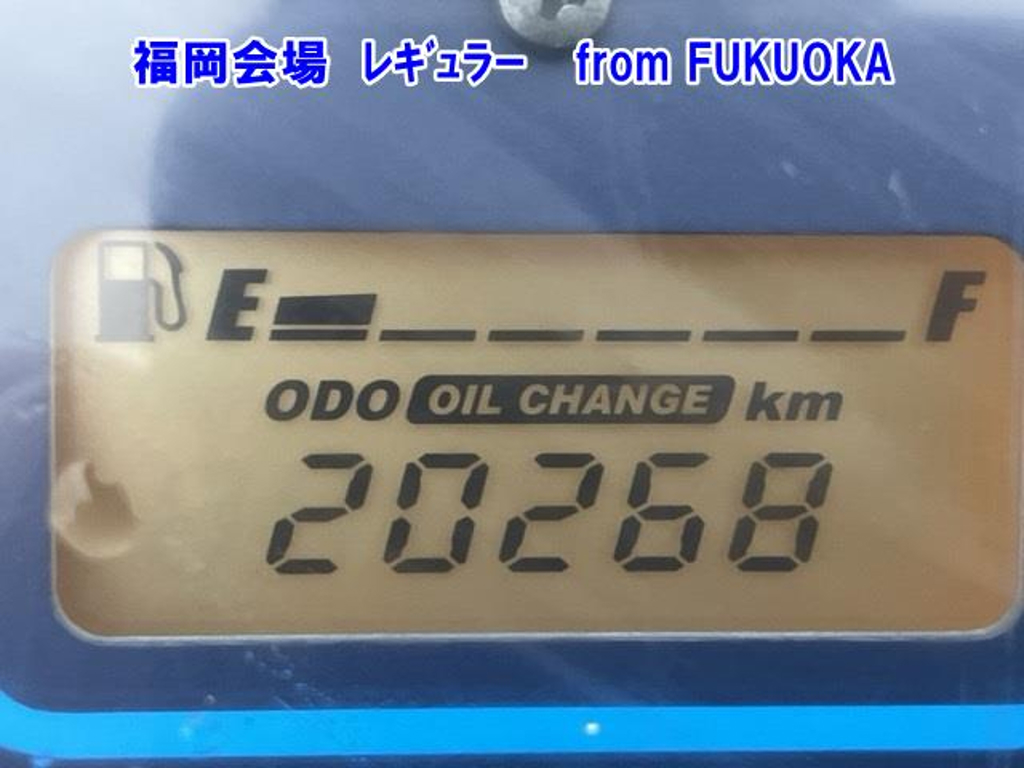 福岡会場 ﾚｷﾞｭﾗｰ from FUKUOKA
E F
ODO OIL CHANGE km
20268